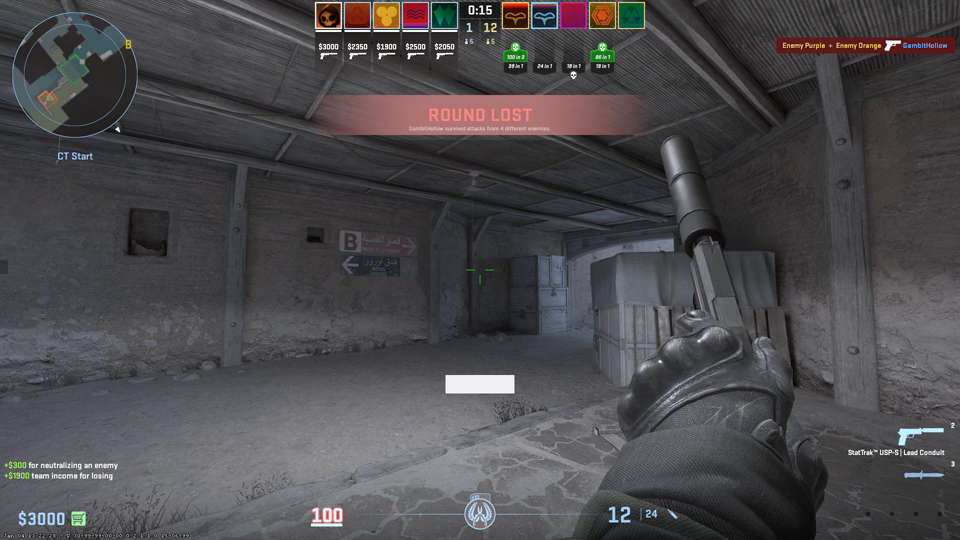 0:15
1 12
5 5
$3000 $2350 $1900 $2500 $2050
100 in 3 86 in 1
39 in 1 24 in 1 18 in 1 19 in 1
Enemy Purple + Enemy Orange GambitHollow
B
CT Start
ROUND LOST
GambitHollow survived attacks from 4 different enemies.
B
HOTEL
2
StatTrak™ USP-S | Lead Conduit
3
+$300 for neutralizing an enemy
+$1900 team income for losing
$3000
100
12 | 24